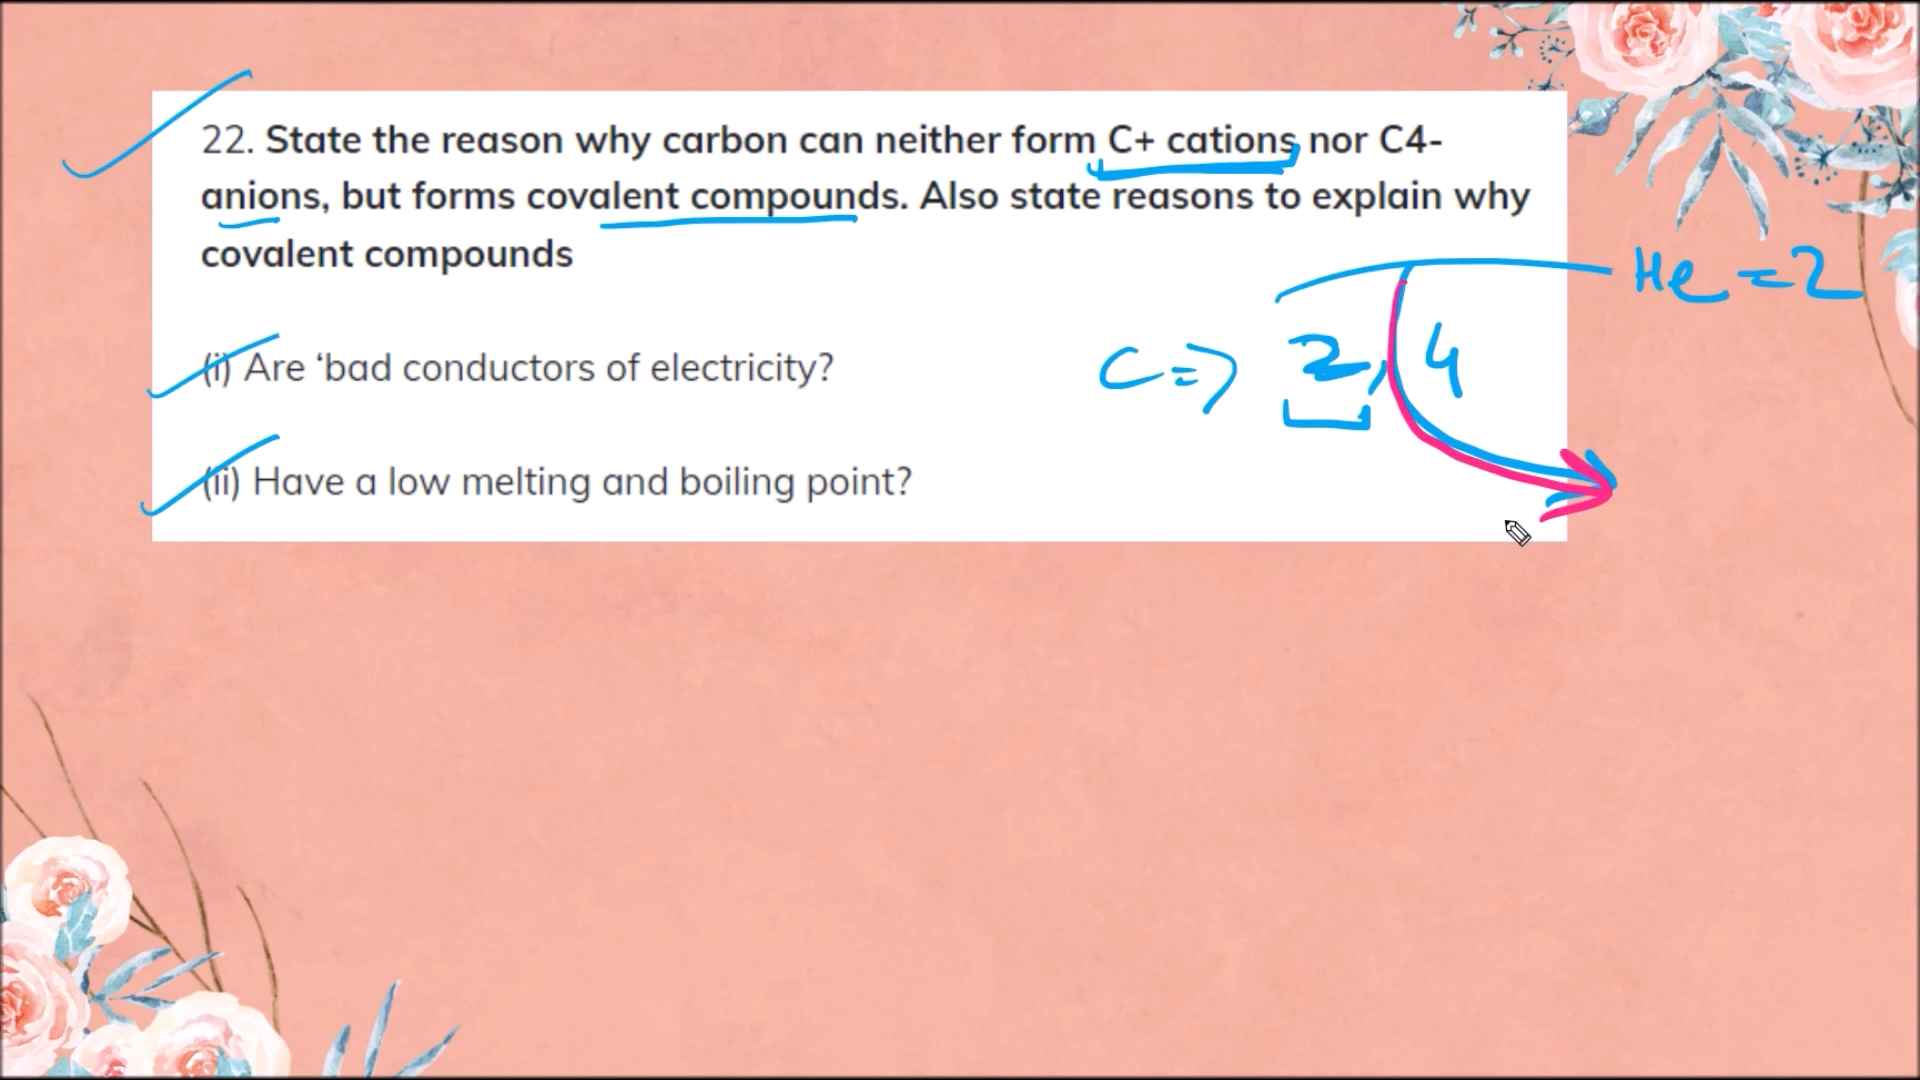 22. State the reason why carbon can neither form C+ cations nor C4-
anions, but forms covalent compounds. Also state reasons to explain why
covalent compounds
He = 2
C => 2, 4
(i) Are ‘bad conductors of electricity?
(ii) Have a low melting and boiling point?